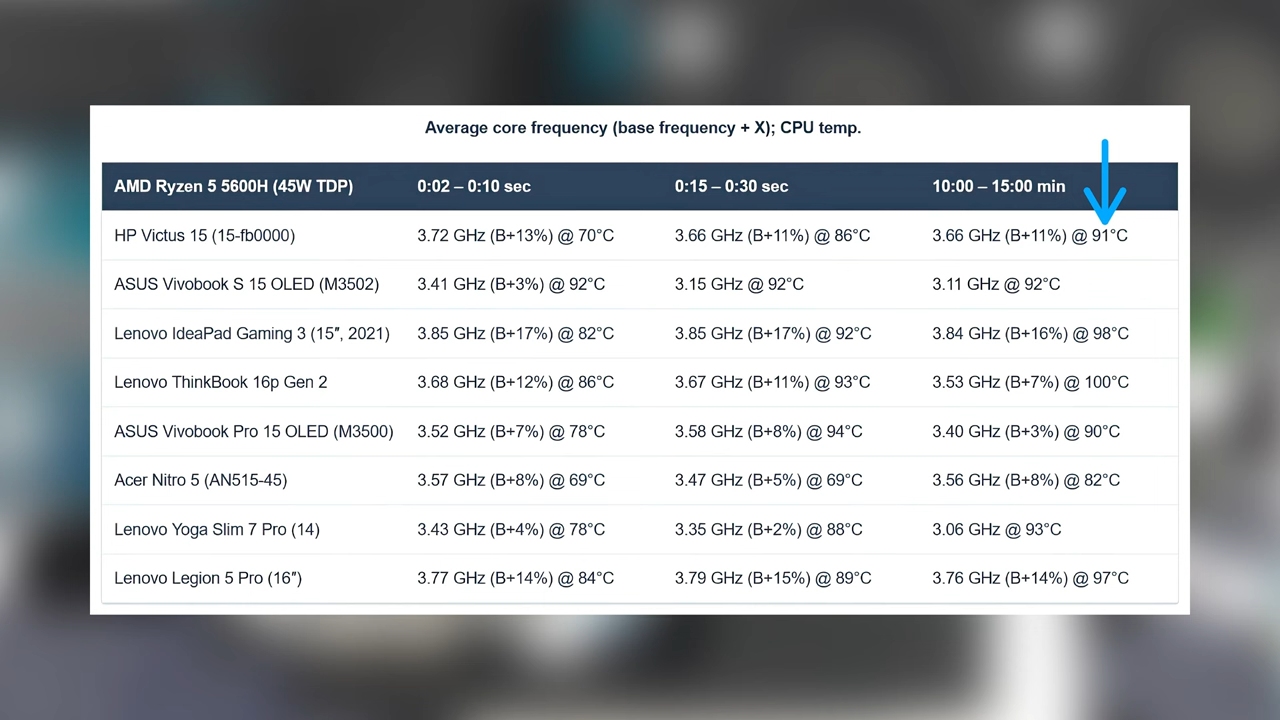 Average core frequency (base frequency + X); CPU temp.
AMD Ryzen 5 5600H (45W TDP) 0:02 – 0:10 sec 0:15 – 0:30 sec 10:00 – 15:00 min
HP Victus 15 (15-fb0000) 3.72 GHz (B+13%) @ 70°C 3.66 GHz (B+11%) @ 86°C 3.66 GHz (B+11%) @ 91°C
ASUS Vivobook S 15 OLED (M3502) 3.41 GHz (B+3%) @ 92°C 3.15 GHz @ 92°C 3.11 GHz @ 92°C
Lenovo IdeaPad Gaming 3 (15″, 2021) 3.85 GHz (B+17%) @ 82°C 3.85 GHz (B+17%) @ 92°C 3.84 GHz (B+16%) @ 98°C
Lenovo ThinkBook 16p Gen 2 3.68 GHz (B+12%) @ 86°C 3.67 GHz (B+11%) @ 93°C 3.53 GHz (B+7%) @ 100°C
ASUS Vivobook Pro 15 OLED (M3500) 3.52 GHz (B+7%) @ 78°C 3.58 GHz (B+8%) @ 94°C 3.40 GHz (B+3%) @ 90°C
Acer Nitro 5 (AN515-45) 3.57 GHz (B+8%) @ 69°C 3.47 GHz (B+5%) @ 69°C 3.56 GHz (B+8%) @ 82°C
Lenovo Yoga Slim 7 Pro (14) 3.43 GHz (B+4%) @ 78°C 3.35 GHz (B+2%) @ 88°C 3.06 GHz @ 93°C
Lenovo Legion 5 Pro (16″) 3.77 GHz (B+14%) @ 84°C 3.79 GHz (B+15%) @ 89°C 3.76 GHz (B+14%) @ 97°C